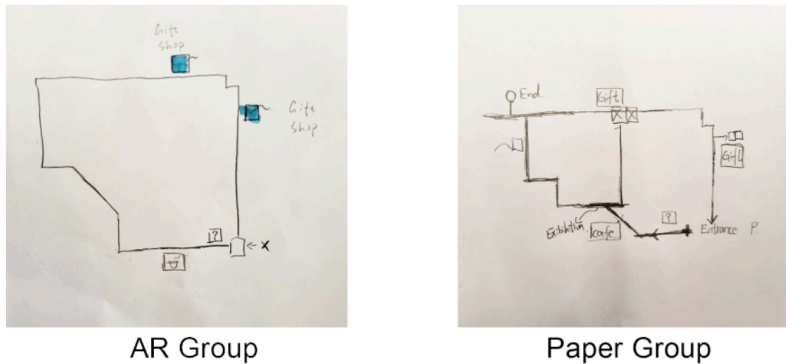 Gift
shop
Gift
shop
?
x
End.
Gift
X X
Gift
?
Exhibition
cafe
Entrance P.
AR Group
Paper Group